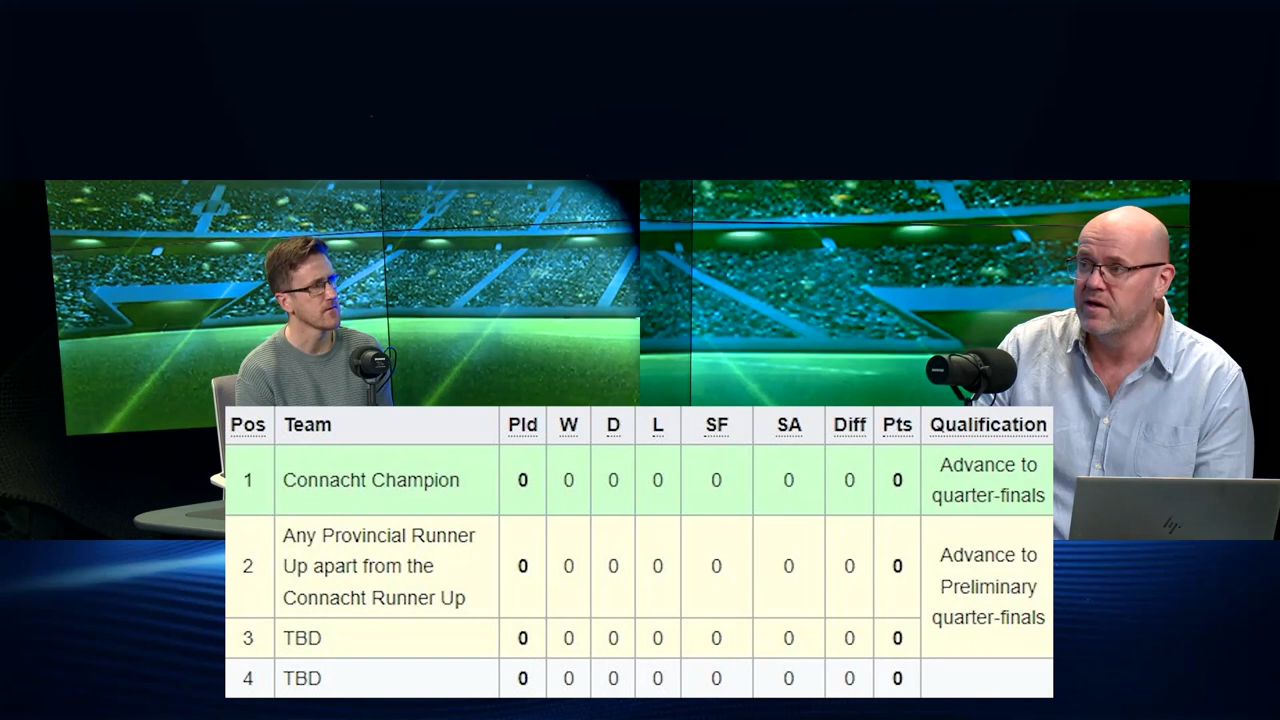 Pos Team Pld W D L SF SA Diff Pts Qualification
1 Connacht Champion 0 0 0 0 0 0 0 0 Advance to
quarter-finals
2 Any Provincial Runner
Up apart from the
Connacht Runner Up 0 0 0 0 0 0 0 0 Advance to
Preliminary
quarter-finals
3 TBD 0 0 0 0 0 0 0 0
4 TBD 0 0 0 0 0 0 0 0
hp